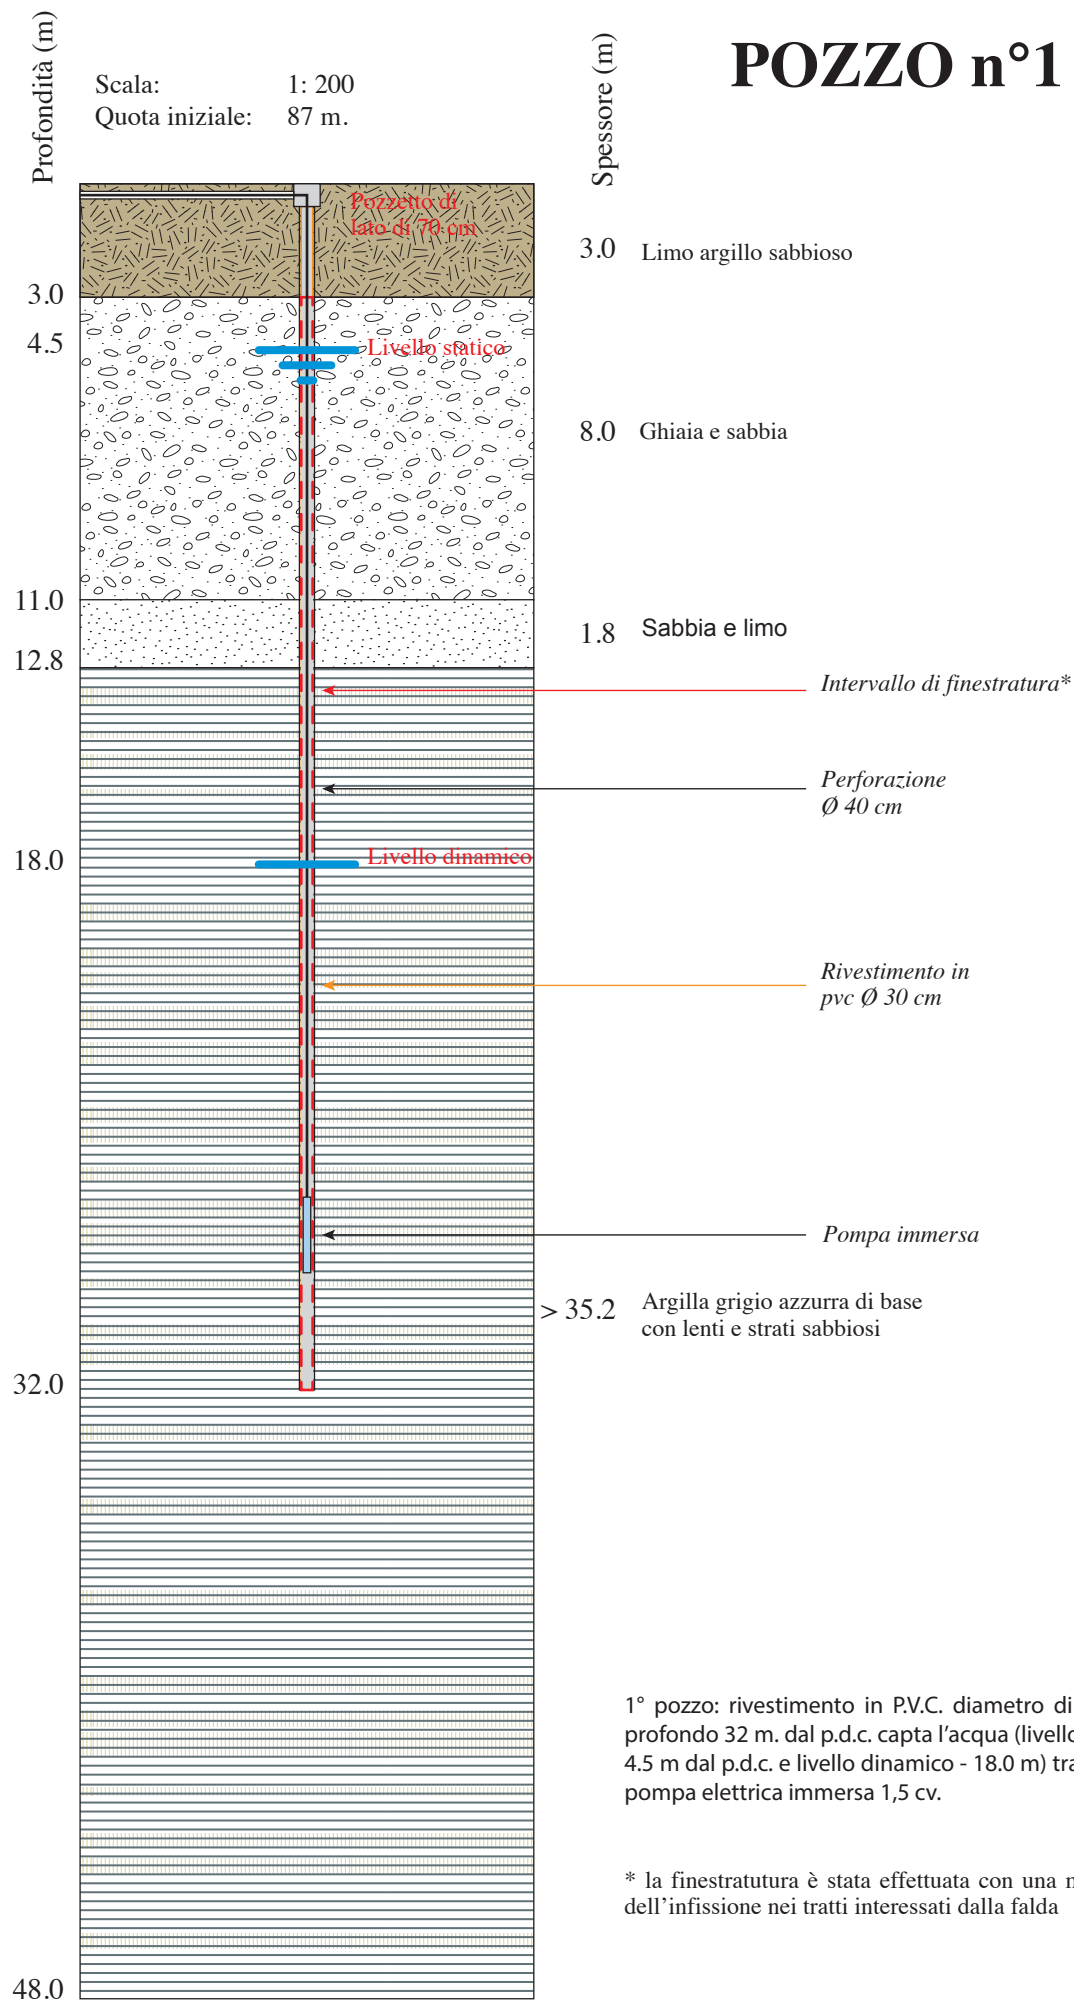 POZZO n°1
Profondità (m)
Scala: 1: 200
Quota iniziale: 87 m.
Spessore (m)
Pozzetto di
lato di 70 cm
3.0 Limo argillo sabbioso
3.0
4.5
Livello statico
8.0 Ghiaia e sabbia
11.0
1.8 Sabbia e limo
12.8
Intervallo di finestratura*
Perforazione
Ø 40 cm
18.0
Livello dinamico
Rivestimento in
pvc Ø 30 cm
Pompa immersa
> 35.2 Argilla grigio azzurra di base
con lenti e strati sabbiosi
32.0
1° pozzo: rivestimento in P.V.C. diametro di
profondo 32 m. dal p.d.c. capta l'acqua (livello
4.5 m dal p.d.c. e livello dinamico - 18.0 m) tra
pompa elettrica immersa 1,5 cv.
* la finestratutura è stata effettuata con una
dell'infissione nei tratti interessati dalla falda
48.0